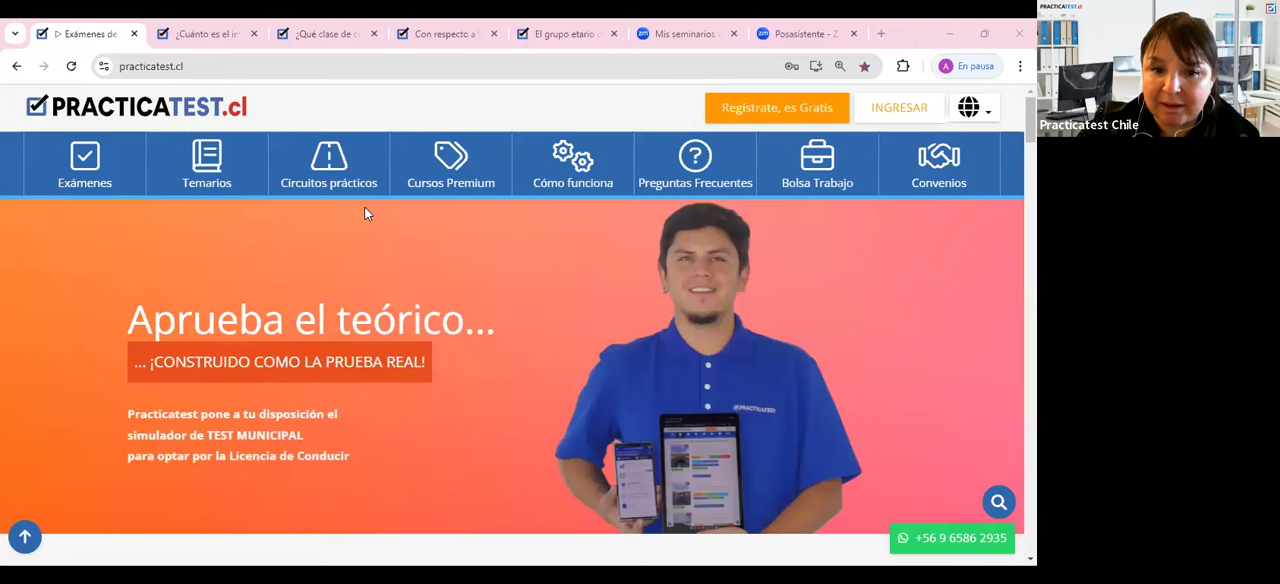 ▷ Exámenes de
¿Cuánto es el ir
¿Qué clase de c
Con respecto a
El grupo etario
Mis seminarios
Posasistente - Z
practicatest.cl
En pausa
PRACTICATEST.cl
Regístrate, es Gratis
INGRESAR
Exámenes
Temarios
Circuitos prácticos
Cursos Premium
Cómo funciona
Preguntas Frecuentes
Bolsa Trabajo
Convenios
Aprueba el teórico...
... ¡CONSTRUIDO COMO LA PRUEBA REAL!
Practicatest pone a tu disposición el
simulador de TEST MUNICIPAL
para optar por la Licencia de Conducir
PRACTICATEST
+56 9 6586 2935
PRACTICATEST.cl
Practicatest Chile